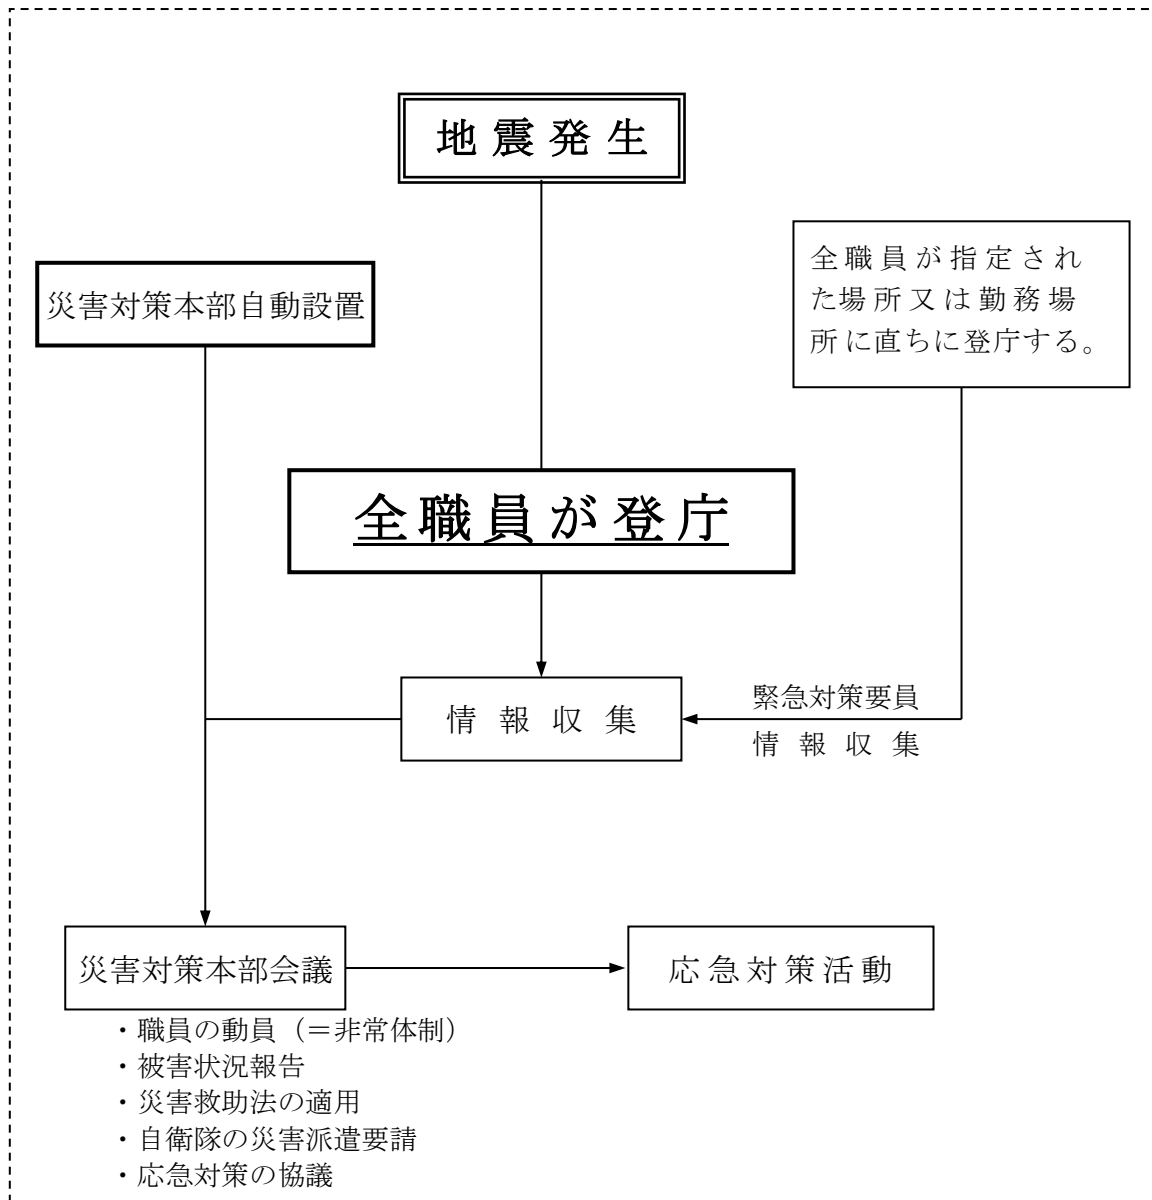 地震発生
災害対策本部自動設置
全職員が指定され
た場所又は勤務場
所に直ちに登庁する。
全職員が登庁
情報収集
緊急対策要員
情報収集
災害対策本部会議
応急対策活動
・職員の動員（＝非常体制）
・被害状況報告
・災害救助法の適用
・自衛隊の災害派遣要請
・応急対策の協議